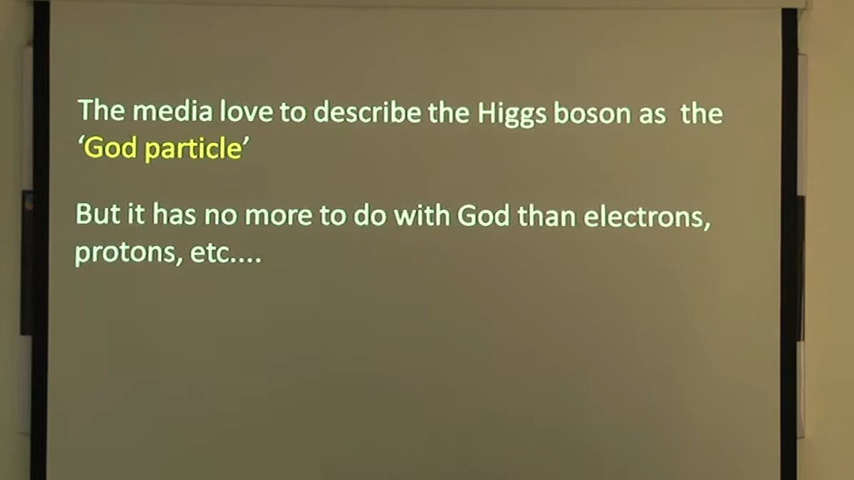 The media love to describe the Higgs boson as the
‘God particle’
But it has no more to do with God than electrons,
protons, etc....